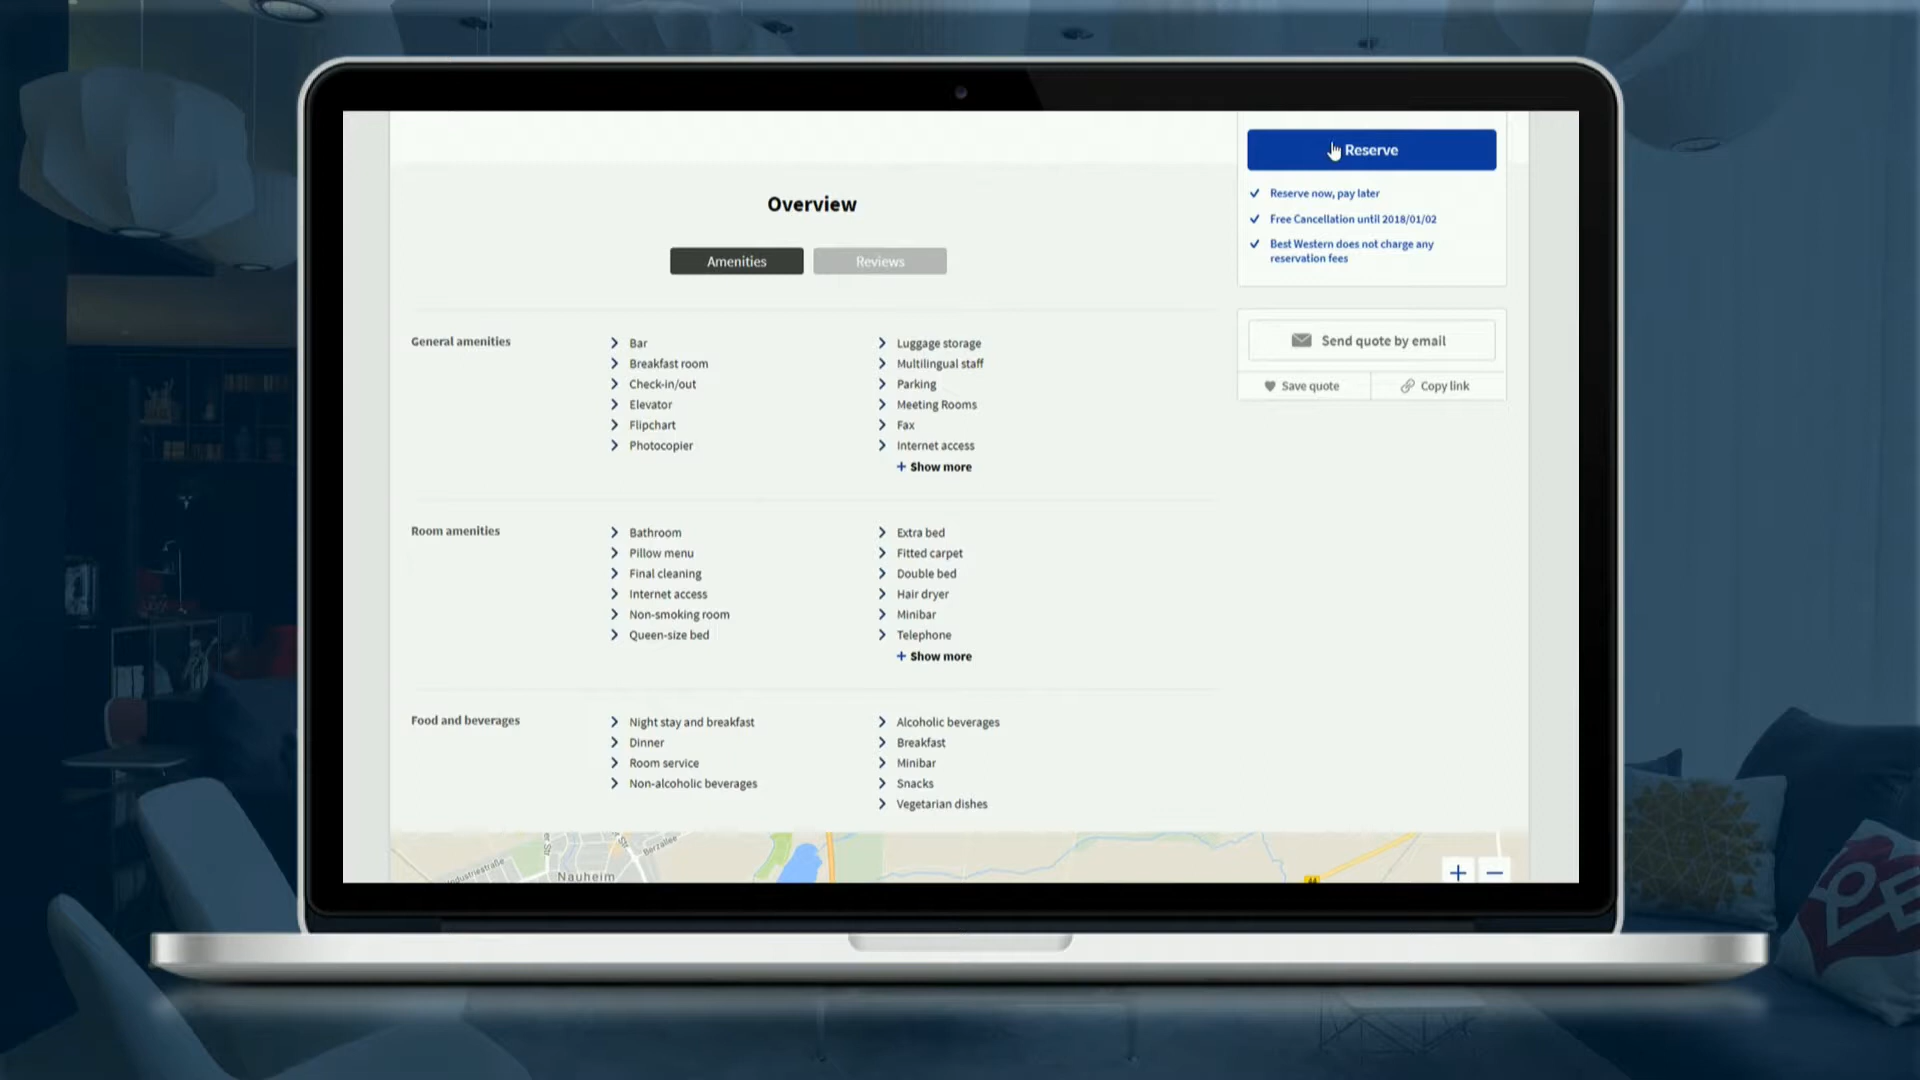 Reserve
Overview
Reserve now, pay later
Free Cancellation until 2018/01/02
Best Western does not charge any
reservation fees
Amenities
Reviews
Send quote by email
Save quote
Copy link
General amenities
Bar
Breakfast room
Check-in/out
Elevator
Flipchart
Photocopier
Luggage storage
Multilingual staff
Parking
Meeting Rooms
Fax
Internet access
+ Show more
Room amenities
Bathroom
Pillow menu
Final cleaning
Internet access
Non-smoking room
Queen-size bed
Extra bed
Fitted carpet
Double bed
Hair dryer
Minibar
Telephone
+ Show more
Food and beverages
Night stay and breakfast
Dinner
Room service
Non-alcoholic beverages
Alcoholic beverages
Breakfast
Minibar
Snacks
Vegetarian dishes
Berrallee
Nauheim
44
+ −